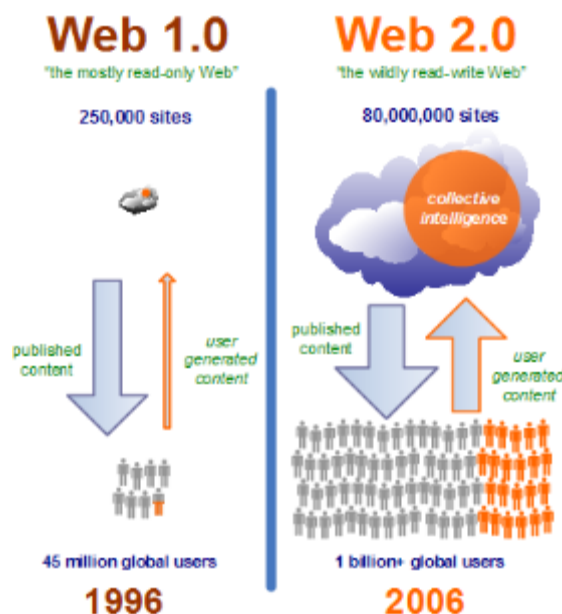 Web 1.0
"the mostly read-only Web"
250,000 sites
published
content
user
generated
content
45 million global users
1996
Web 2.0
"the wildly read-write Web"
80,000,000 sites
collective
intelligence
published
content
user
generated
content
1 billion+ global users
2006